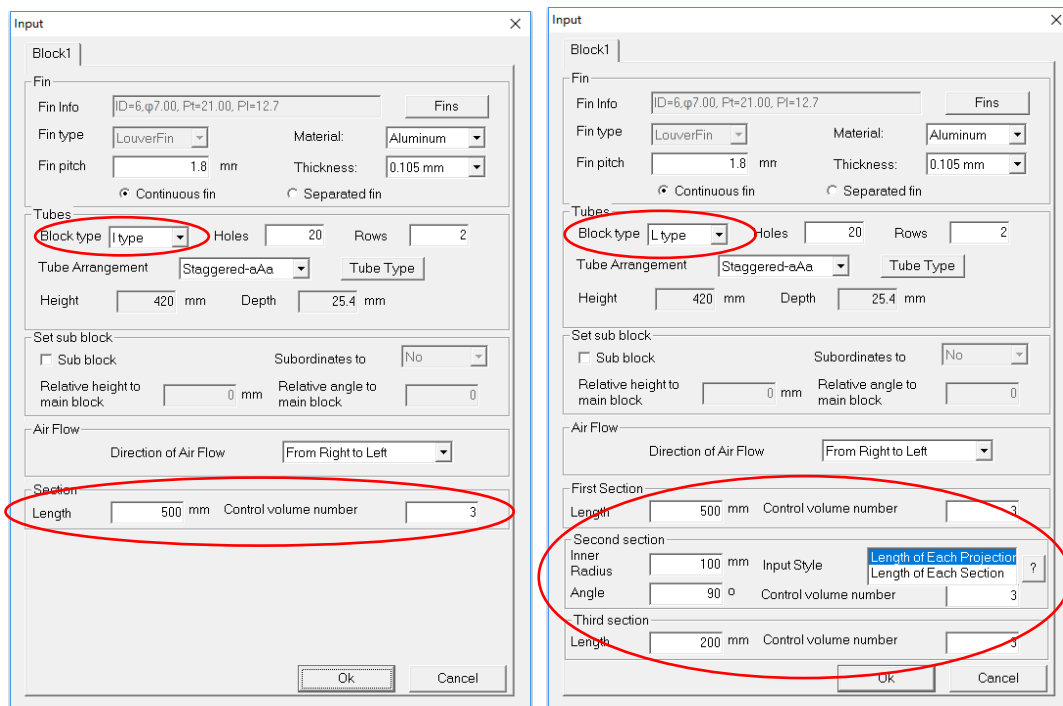 Input
Block1
Fin
Fin Info ID=6,φ7.00, Pt=21.00, Pl=12.7 Fins
Fin type LouverFin Material: Aluminum
Fin pitch 1.8 mm Thickness: 0.105 mm
Continuous fin Separated fin
Tubes
Block type I type Holes 20 Rows 2
Tube Arrangement Staggered-aAa Tube Type
Height 420 mm Depth 25.4 mm
Set sub block
Sub block Subordinates to No
Relative height to main block 0 mm Relative angle to main block 0
Air Flow
Direction of Air Flow From Right to Left
Section
Length 500 mm Control volume number 3
Ok Cancel
Input
Block1
Fin
Fin Info ID=6,φ7.00, Pt=21.00, Pl=12.7 Fins
Fin type LouverFin Material: Aluminum
Fin pitch 1.8 mm Thickness: 0.105 mm
Continuous fin Separated fin
Tubes
Block type L type Holes 20 Rows 2
Tube Arrangement Staggered-aAa Tube Type
Height 420 mm Depth 25.4 mm
Set sub block
Sub block Subordinates to No
Relative height to main block 0 mm Relative angle to main block 0
Air Flow
Direction of Air Flow From Right to Left
First Section
Length 500 mm Control volume number 3
Second section
Inner Radius 100 mm Input Style Length of Each Projection
Length of Each Section ?
Angle 90 º Control volume number 3
Third section
Length 200 mm Control volume number 3
Ok Cancel